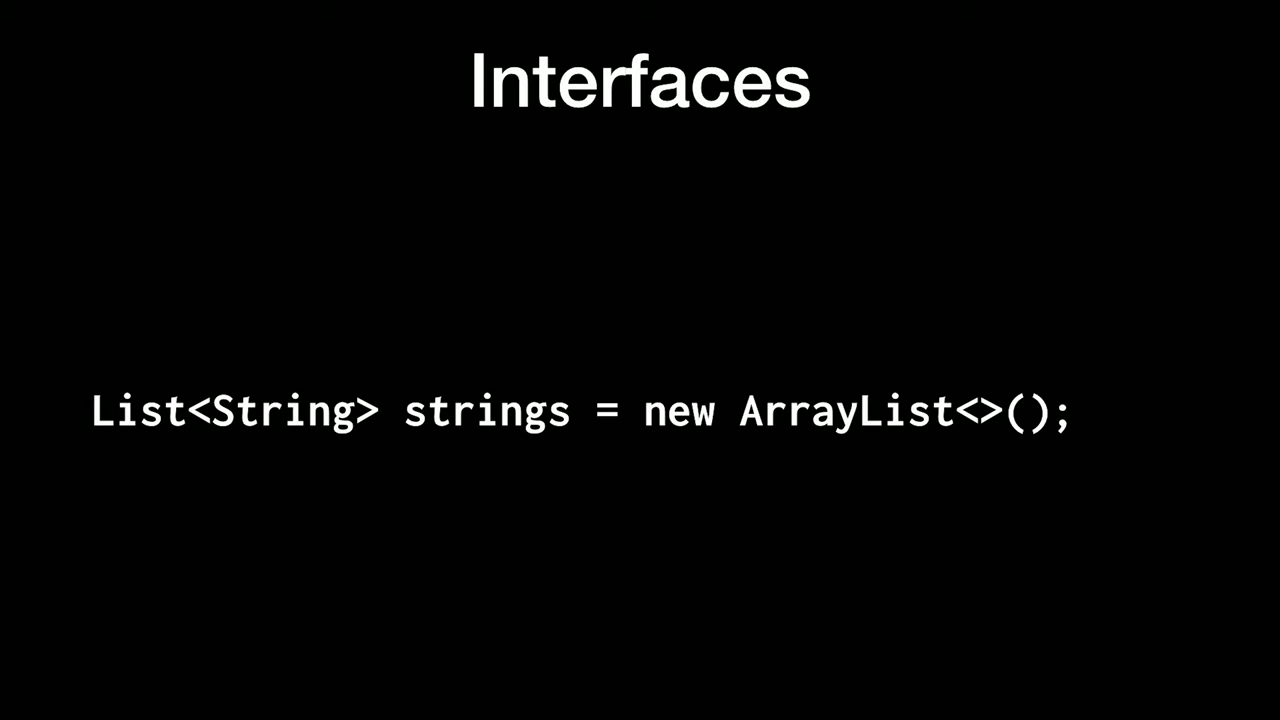 Interfaces
List<String> strings = new ArrayList<>();